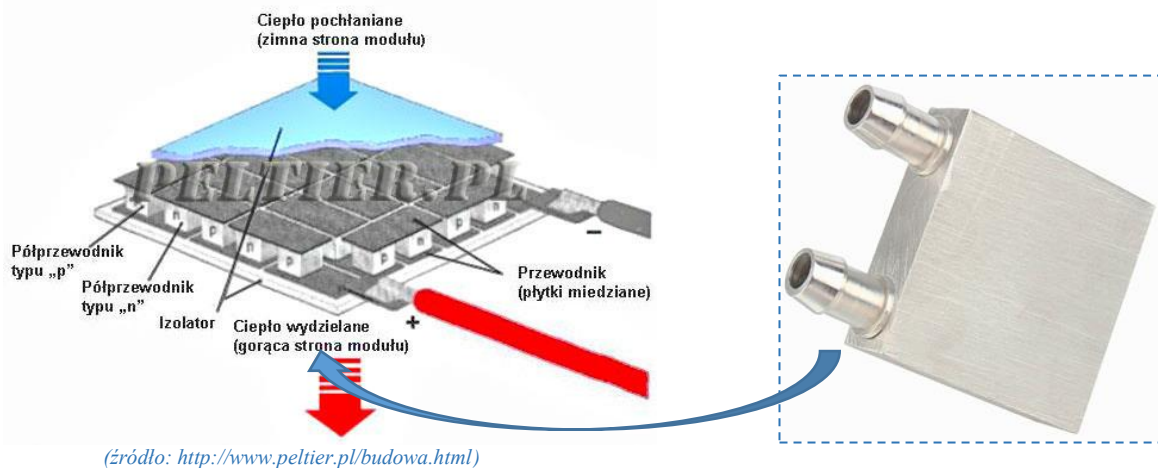 Ciepło pochłaniane
(zimna strona modułu)
PELTIER.PL
n
p
n
p
p
n
p
n
–
Półprzewodnik
typu „p”
Półprzewodnik
typu „n”
Izolator
Przewodnik
(płytki miedziane)
+
Ciepło wydzielane
(gorąca strona modułu)
(źródło: http://www.peltier.pl/budowa.html)